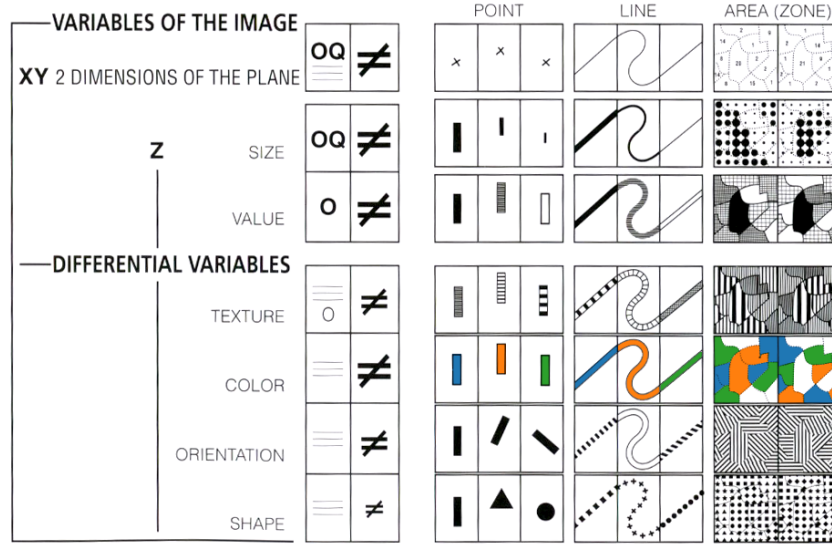 POINT LINE AREA (ZONE)
VARIABLES OF THE IMAGE
XY 2 DIMENSIONS OF THE PLANE OQ ≠
Z
SIZE OQ ≠
VALUE O ≠
DIFFERENTIAL VARIABLES
TEXTURE O ≠
COLOR ≠
ORIENTATION ≠
SHAPE ≠